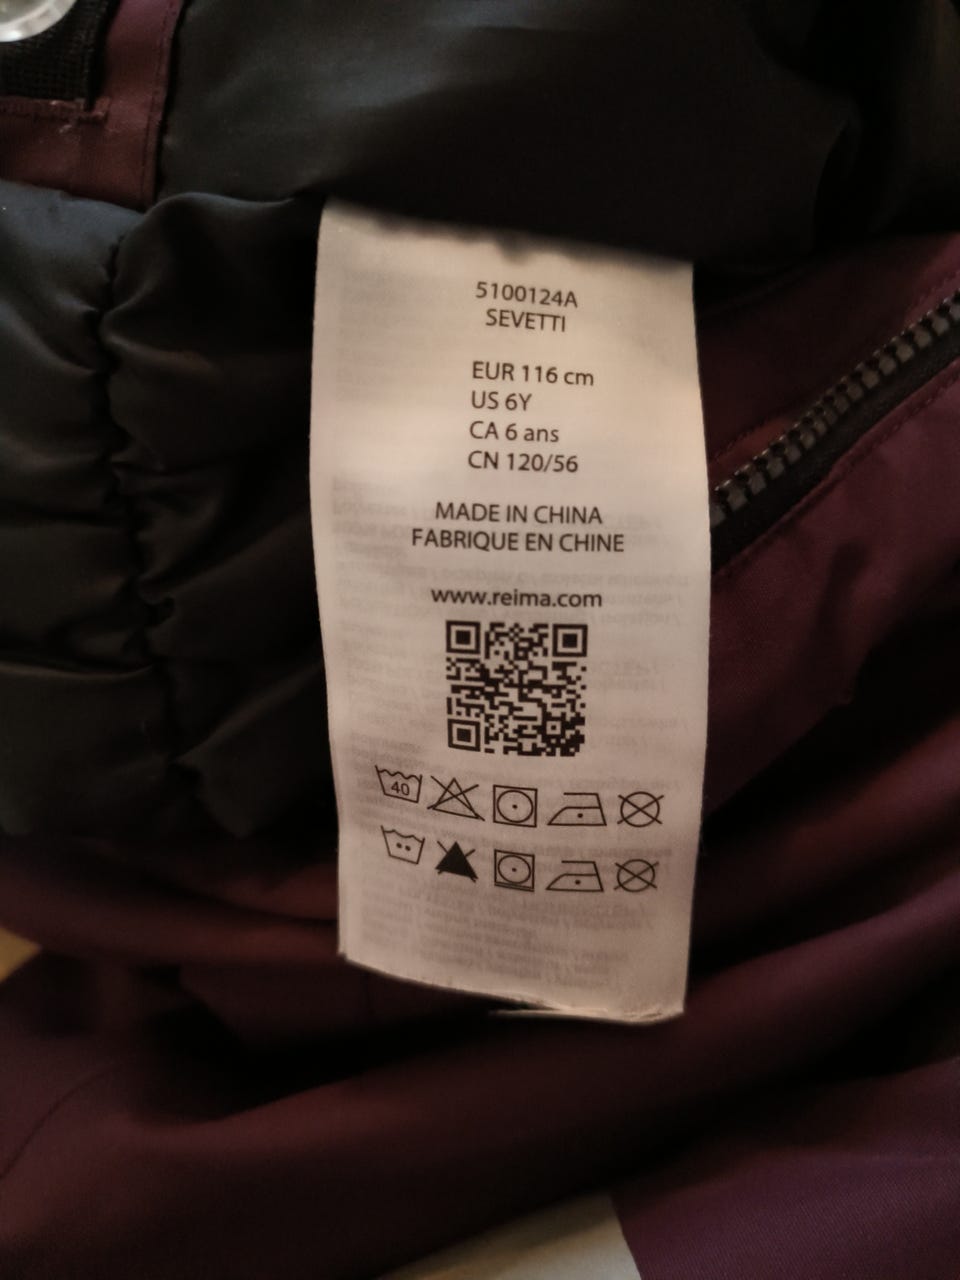 5100124A
SEVETTI
EUR 116 cm
US 6Y
CA 6 ans
CN 120/56
MADE IN CHINA
FABRIQUE EN CHINE
www.reima.com
40